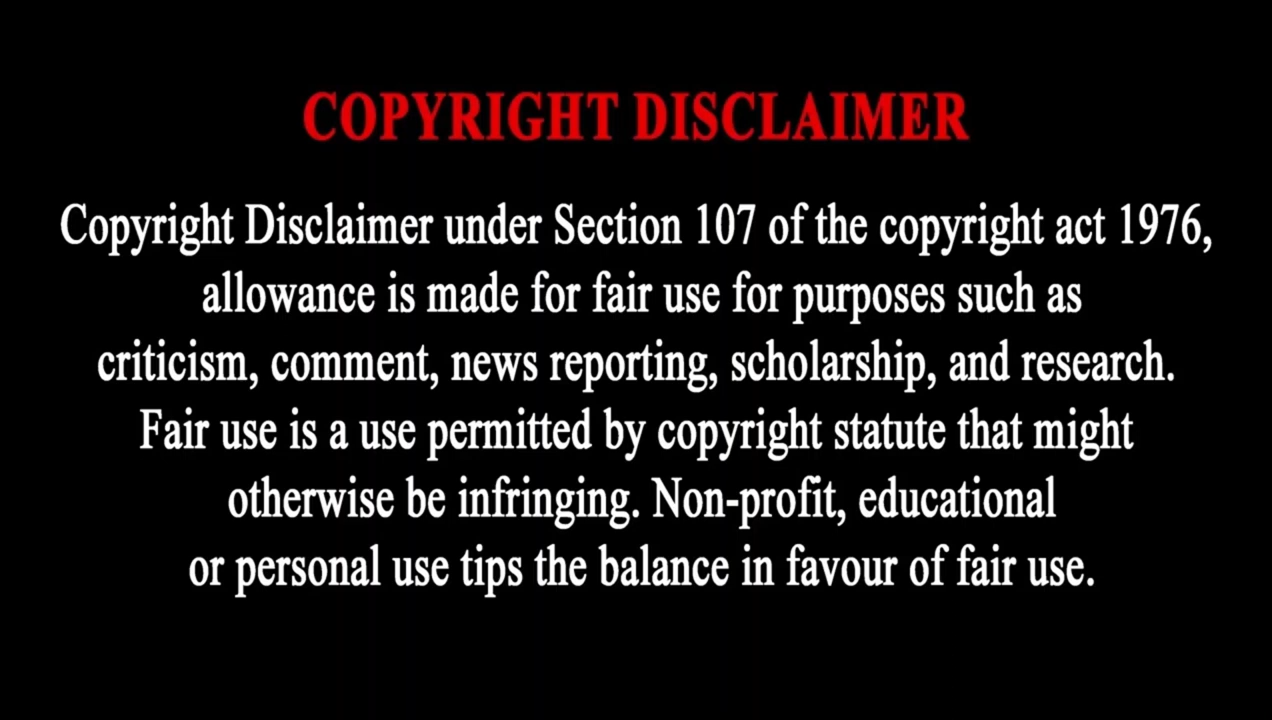 COPYRIGHT DISCLAIMER
Copyright Disclaimer under Section 107 of the copyright act 1976,
allowance is made for fair use for purposes such as
criticism, comment, news reporting, scholarship, and research.
Fair use is a use permitted by copyright statute that might
otherwise be infringing. Non-profit, educational
or personal use tips the balance in favour of fair use.